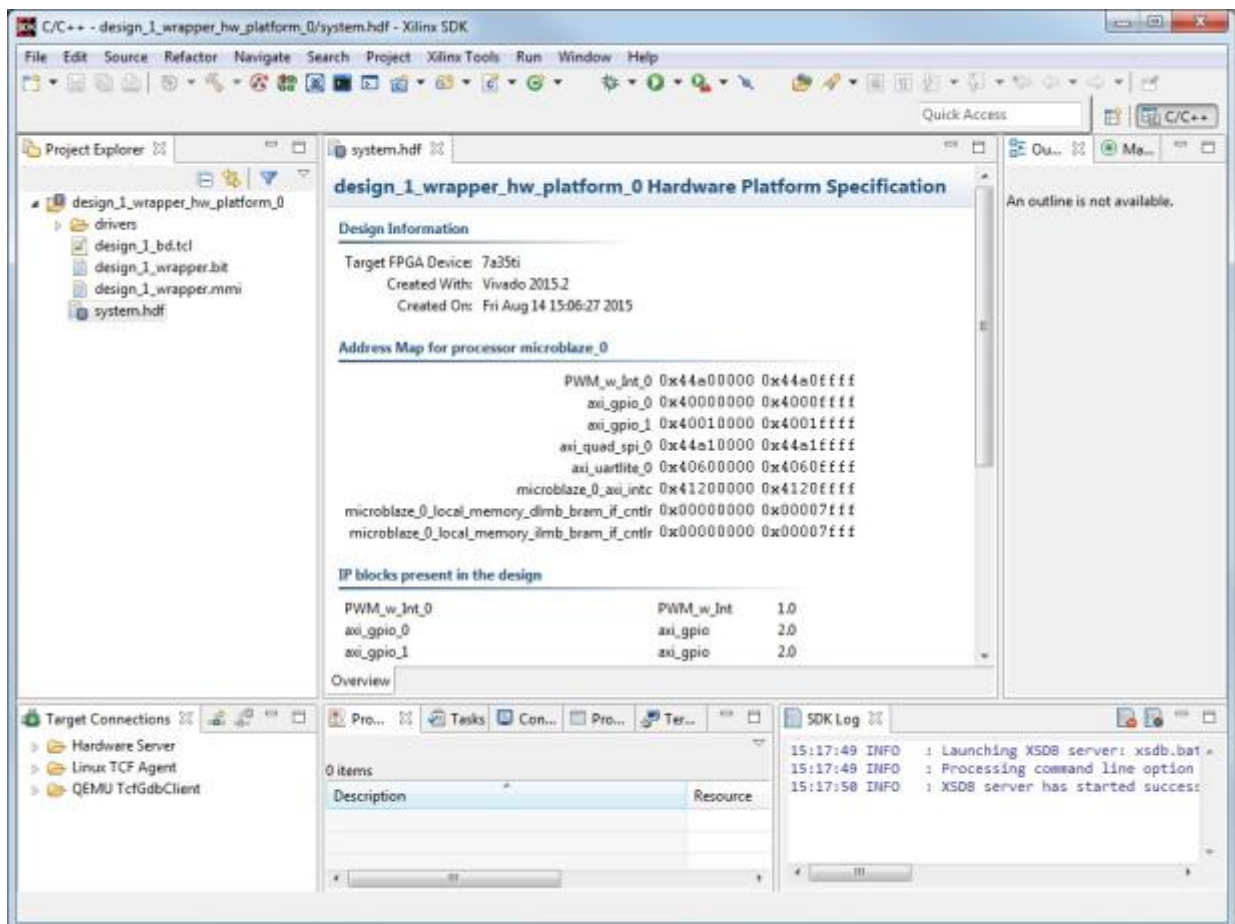 C/C++ - design_1_wrapper_hw_platform_0/system.hdf - Xilinx SDK
File Edit Source Refactor Navigate Search Project Xilinx Tools Run Window Help
Quick Access
C/C++
Project Explorer
design_1_wrapper_hw_platform_0
drivers
design_1_bd.tcl
design_1_wrapper.bit
design_1_wrapper.mmi
system.hdf
system.hdf
design_1_wrapper_hw_platform_0 Hardware Platform Specification
Design Information
Target FPGA Device: 7a35ti
Created With: Vivado 2015.2
Created On: Fri Aug 14 15:06:27 2015
Address Map for processor microblaze_0
PWM_w_Int_0 0x44a00000 0x44a0ffff
axi_gpio_0 0x40000000 0x4000ffff
axi_gpio_1 0x40010000 0x4001ffff
axi_quad_spi_0 0x44a10000 0x44a1ffff
axi_uartlite_0 0x40600000 0x4060ffff
microblaze_0_axi_intc 0x41200000 0x4120ffff
microblaze_0_local_memory_dlmb_bram_if_cntlr 0x00000000 0x00007fff
microblaze_0_local_memory_ilmb_bram_if_cntlr 0x00000000 0x00007fff
IP blocks present in the design
PWM_w_Int_0 PWM_w_Int 1.0
axi_gpio_0 axi_gpio 2.0
axi_gpio_1 axi_gpio 2.0
Overview
Ou... Ma...
An outline is not available.
Target Connections
Hardware Server
Linux TCF Agent
QEMU TcfGdbClient
Pro... Tasks Con... Pro... Ter...
0 items
Description Resource
SDK Log
15:17:49 INFO : Launching XSDB server: xsdb.bat
15:17:49 INFO : Processing command line option
15:17:50 INFO : XSDB server has started success